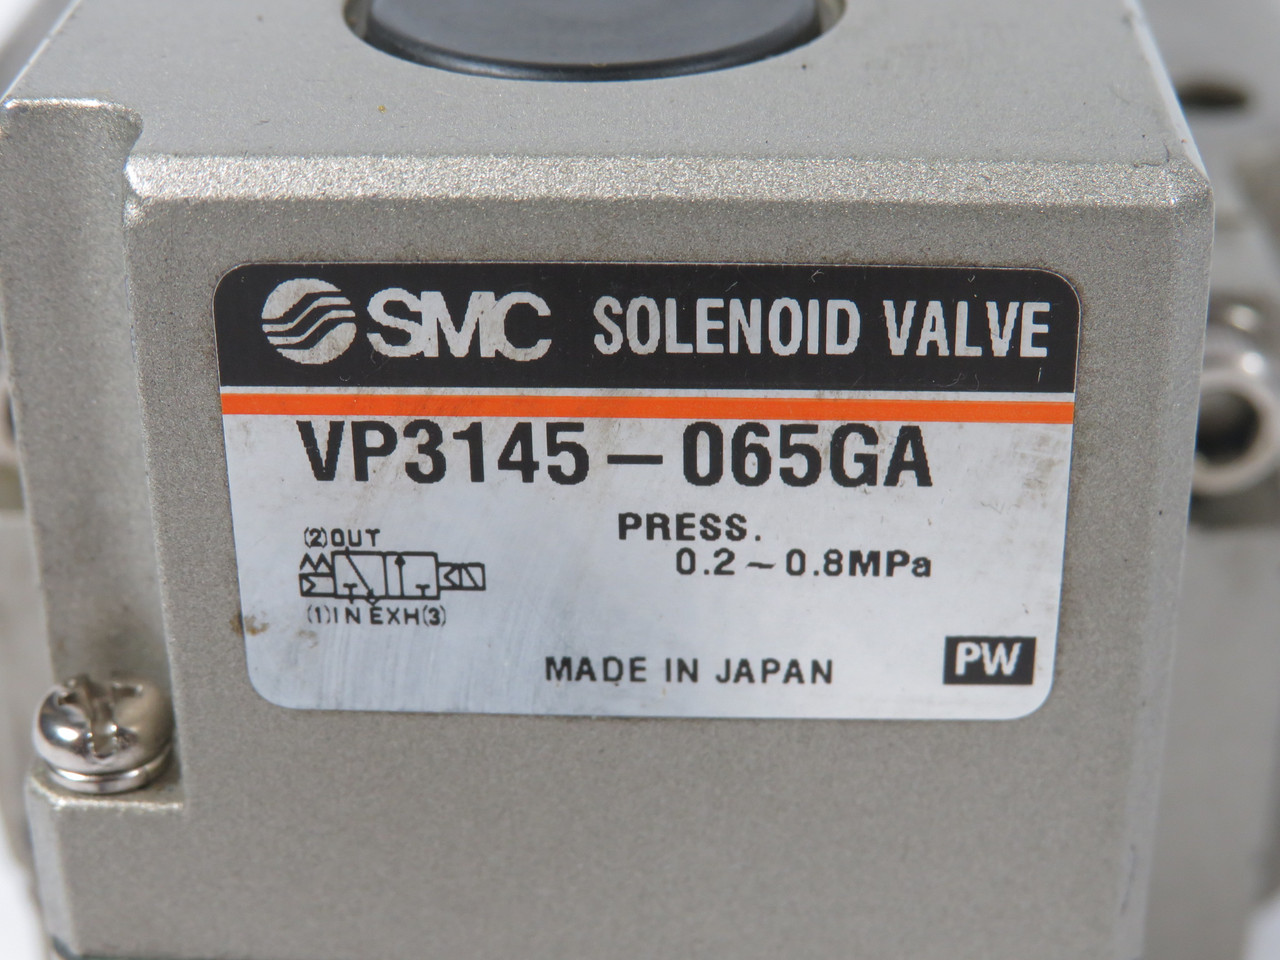 SMC SOLENOID VALVE
VP3145-065GA
PRESS.
0.2~0.8MPa
(2)OUT
(1)IN EXH(3)
MADE IN JAPAN
PW